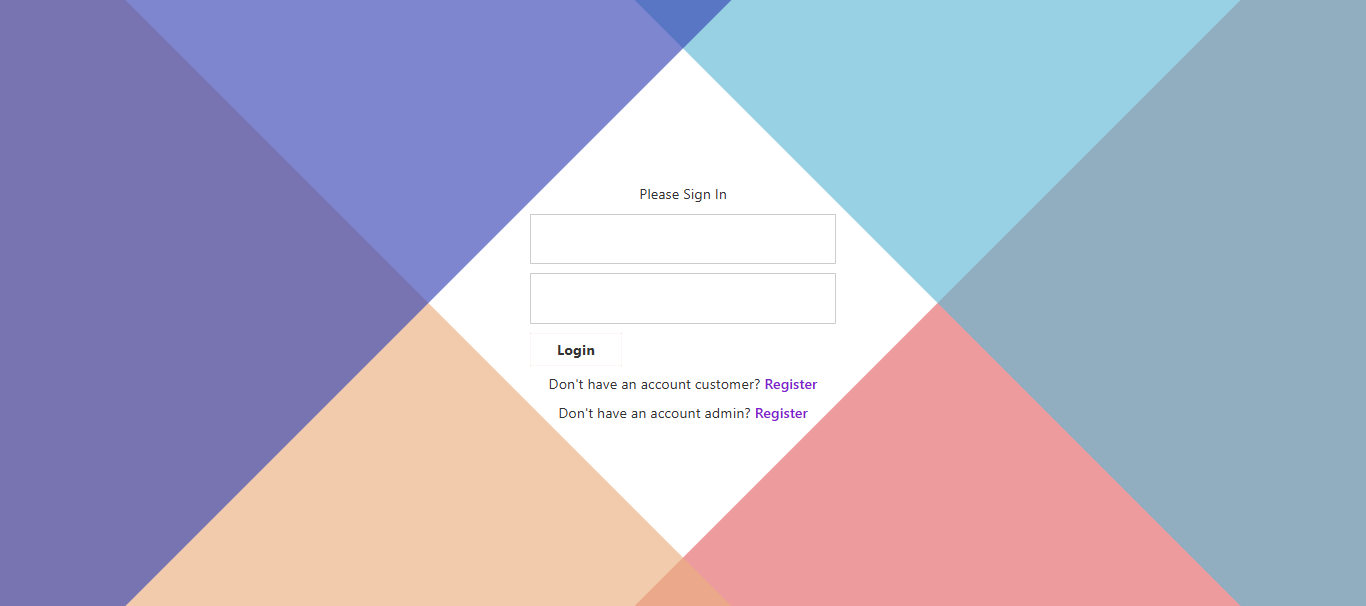 Please Sign In
Login
Don't have an account customer? Register
Don't have an account admin? Register